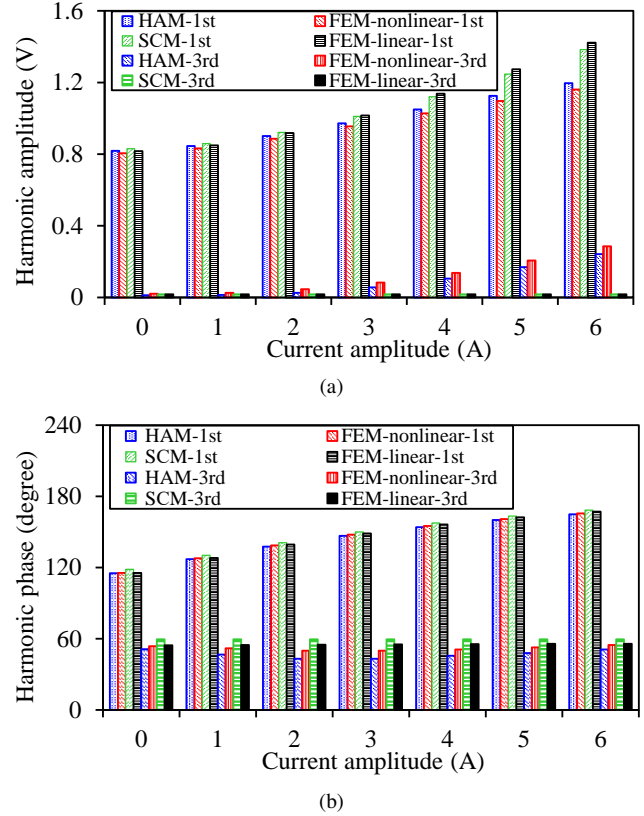 1.6
1.2
0.8
0.4
0
Harmonic amplitude (V)
HAM-1st FEM-nonlinear-1st
SCM-1st FEM-linear-1st
HAM-3rd FEM-nonlinear-3rd
SCM-3rd FEM-linear-3rd
0 1 2 3 4 5 6
Current amplitude (A)
(a)
240
180
120
60
0
Harmonic phase (degree)
HAM-1st FEM-nonlinear-1st
SCM-1st FEM-linear-1st
HAM-3rd FEM-nonlinear-3rd
SCM-3rd FEM-linear-3rd
0 1 2 3 4 5 6
Current amplitude (A)
(b)